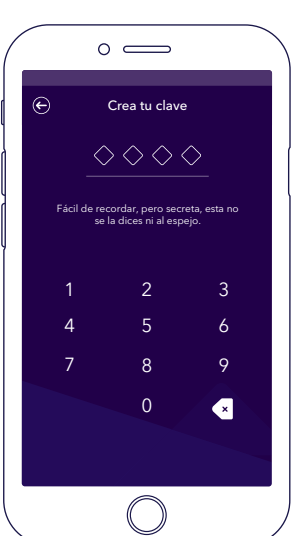 Crea tu clave
Fácil de recordar, pero secreta, esta no
se la dices ni al espejo.
1 2 3
4 5 6
7 8 9
0